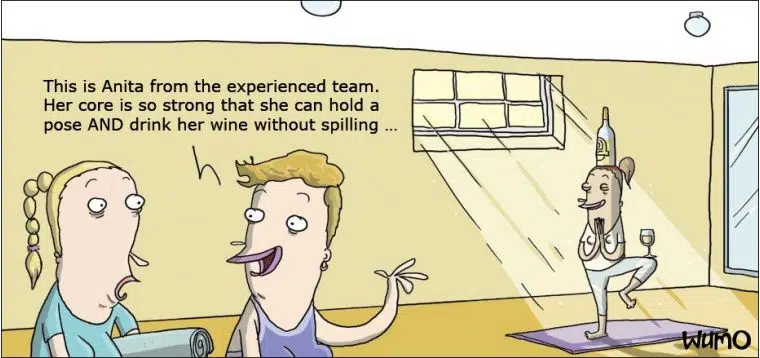 This is Anita from the experienced team.
Her core is so strong that she can hold a
pose AND drink her wine without spilling ...
WUMO